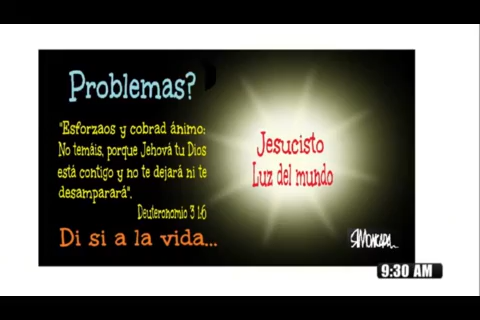 Problemas?
"Esforzaos y cobrad ánimo:
No temáis, porque Jehová tu Dios
está contigo y no te dejará ni te
desamparará".
Deuteronomio 31:6
Di si a la vida...
Jesucisto
Luz del mundo
SIMONCADA...
9:30 AM